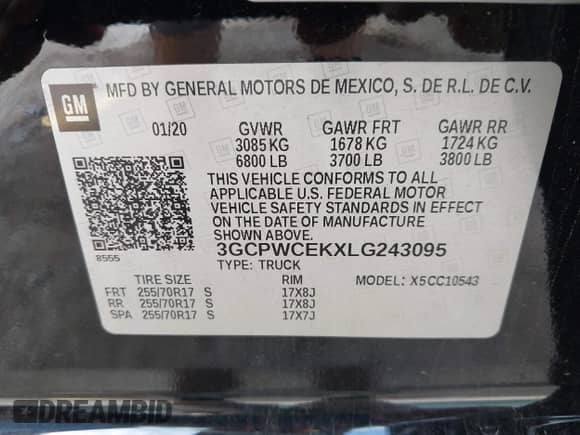 GM
MFD BY GENERAL MOTORS DE MEXICO, S. DE R.L. DE C.V.
01/20 GVWR GAWR FRT GAWR RR
3085 KG 1678 KG 1724 KG
6800 LB 3700 LB 3800 LB
THIS VEHICLE CONFORMS TO ALL
APPLICABLE U.S. FEDERAL MOTOR
VEHICLE SAFETY STANDARDS IN EFFECT
ON THE DATE OF MANUFACTURE
SHOWN ABOVE.
8555 3GCPWCEKXLG243095
TYPE: TRUCK MODEL: X5CC10543
TIRE SIZE RIM
FRT 255/70R17 S 17X8J
RR 255/70R17 S 17X8J
SPA 255/70R17 S 17X7J
DREAMBID